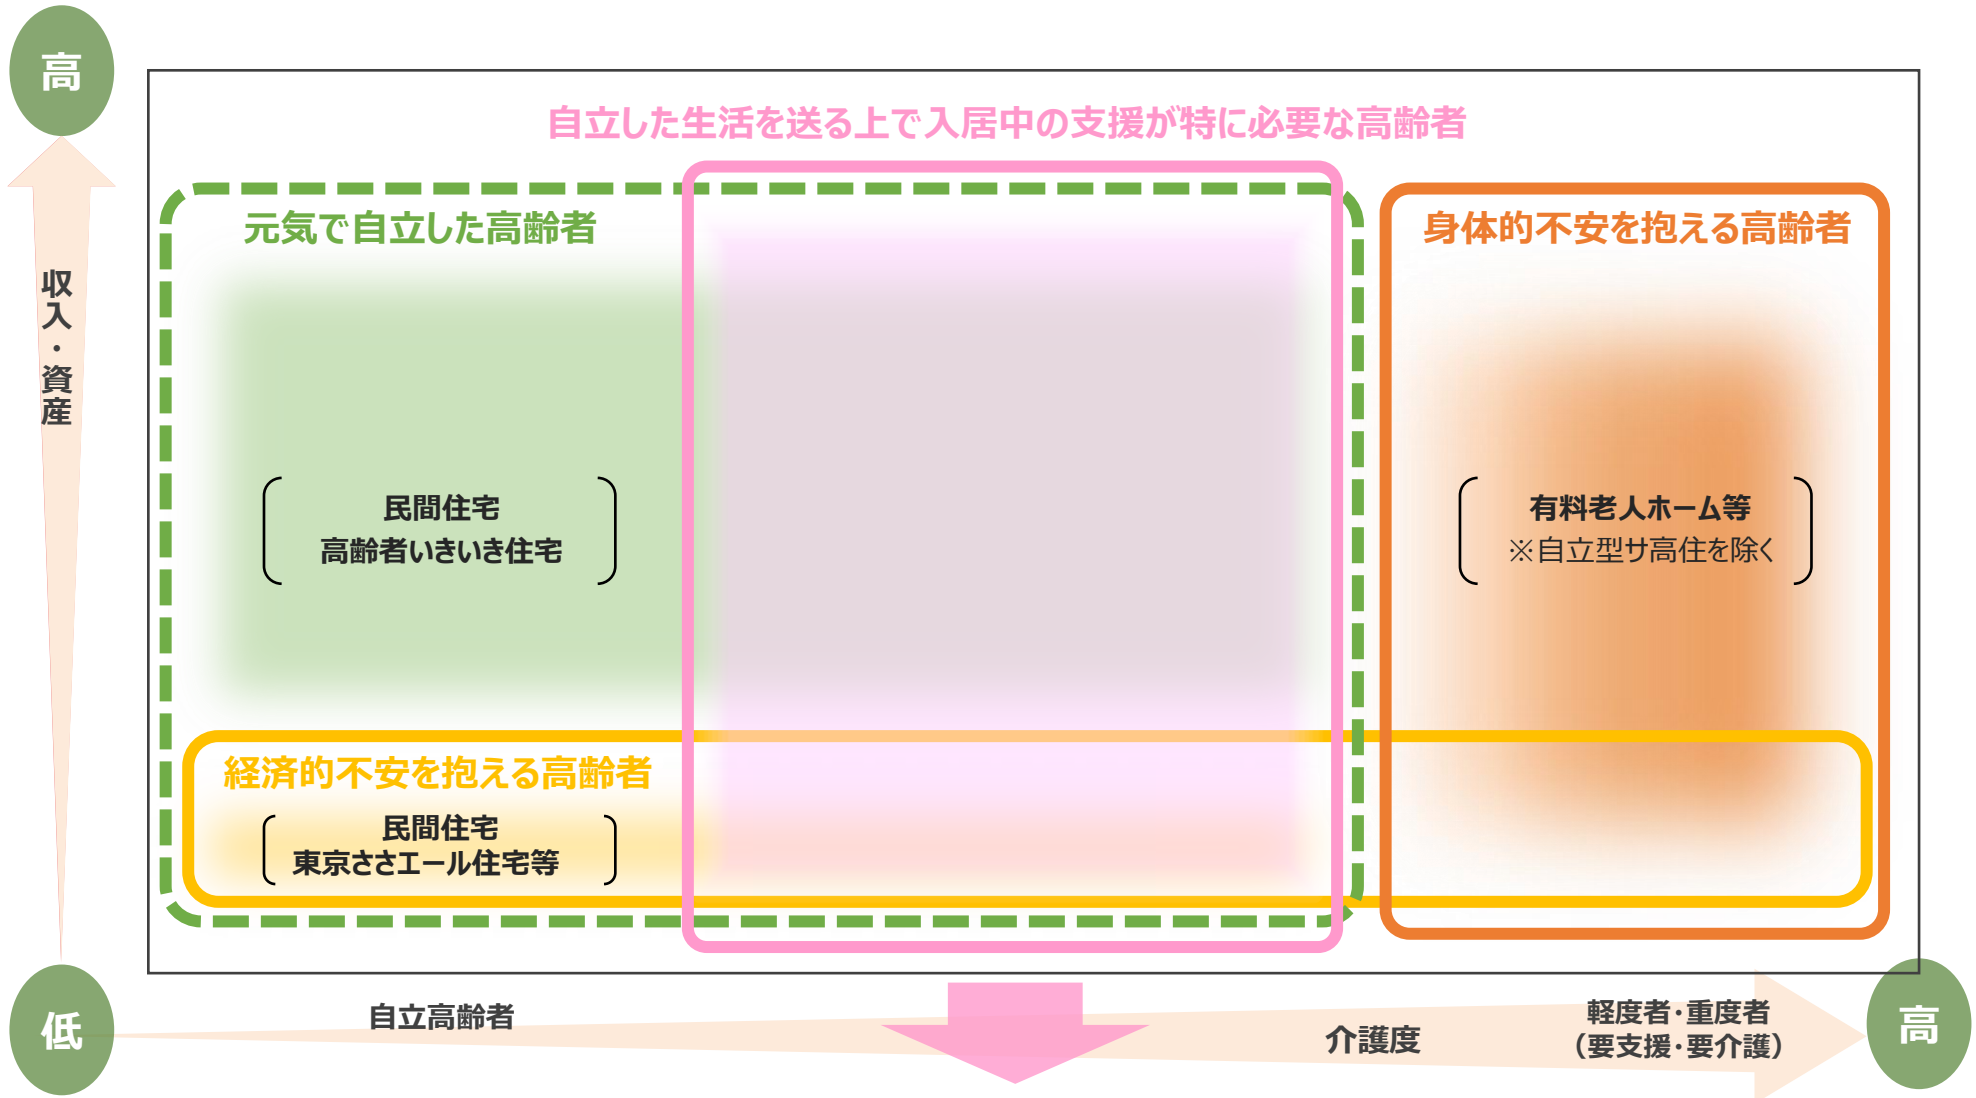 高
自立した生活を送る上で入居中の支援が特に必要な高齢者
元気で自立した高齢者
身体的不安を抱える高齢者
収入・資産
民間住宅
高齢者いきいき住宅
有料老人ホーム等
※自立型サ高住を除く
経済的不安を抱える高齢者
民間住宅
東京ささエール住宅等
低
自立高齢者
介護度
軽度者・重度者
（要支援・要介護）
高